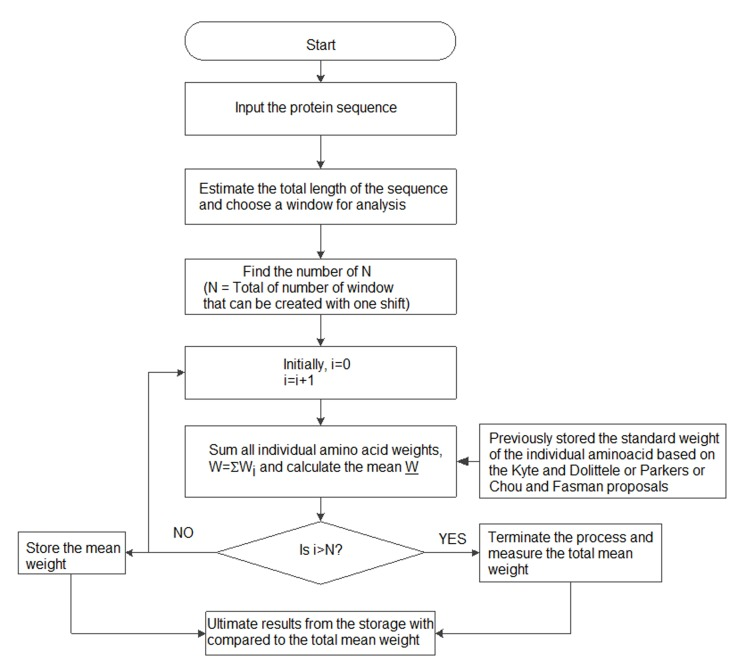 Start
Input the protein sequence
Estimate the total length of the sequence
and choose a window for analysis
Find the number of N
(N = Total of number of window
that can be created with one shift)
Initially, i=0
i=i+1
Sum all individual amino acid weights,
W=ΣWi and calculate the mean W
Previously stored the standard weight
of the individual aminoacid based on
the Kyte and Dolittele or Parkers or
Chou and Fasman proposals
NO
Is i>N?
YES
Store the mean
weight
Terminate the process and
measure the total mean
weight
Ultimate results from the storage with
compared to the total mean weight